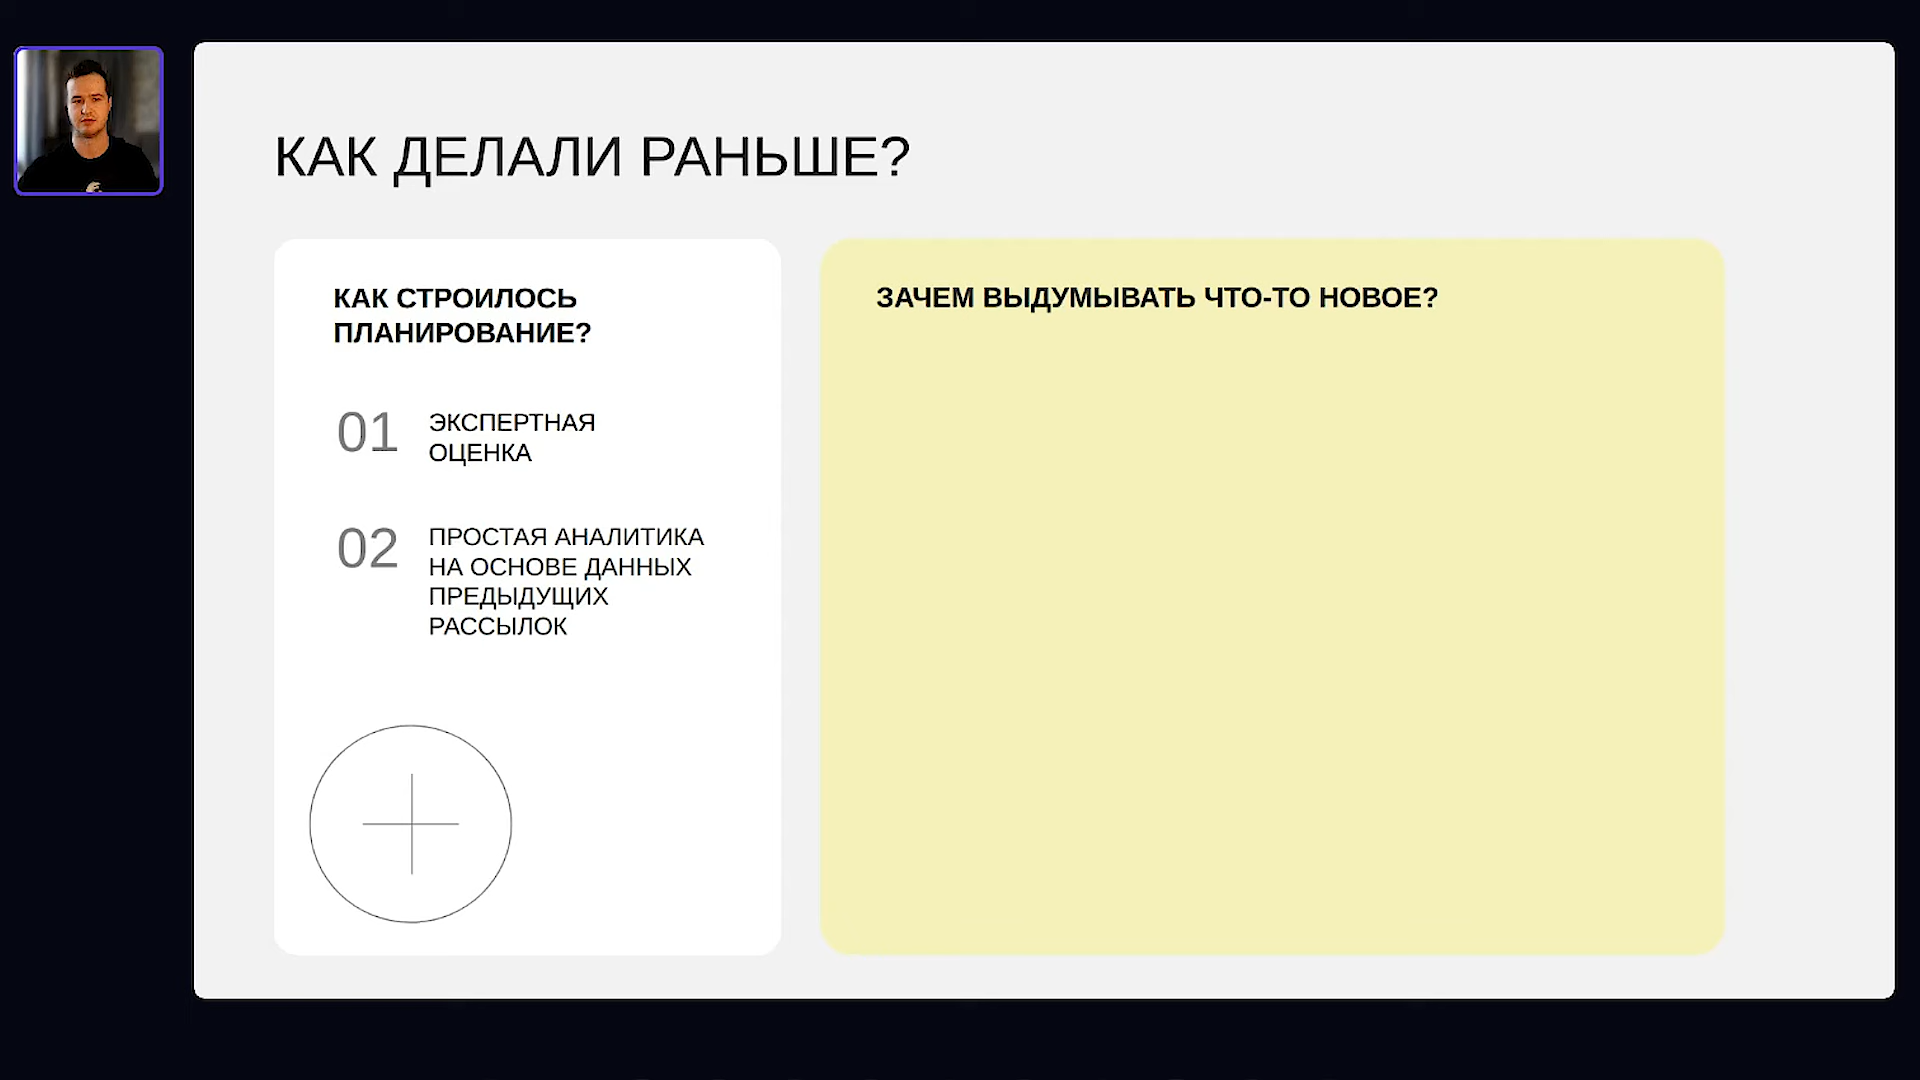 КАК ДЕЛАЛИ РАНЬШЕ?
КАК СТРОИЛОСЬ
ПЛАНИРОВАНИЕ?
01 ЭКСПЕРТНАЯ
ОЦЕНКА
02 ПРОСТАЯ АНАЛИТИКА
НА ОСНОВЕ ДАННЫХ
ПРЕДЫДУЩИХ
РАССЫЛОК
ЗАЧЕМ ВЫДУМЫВАТЬ ЧТО-ТО НОВОЕ?